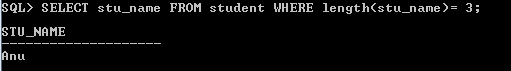 SQL> SELECT stu_name FROM student WHERE length(stu_name)= 3;
STU_NAME
--------------------
Anu